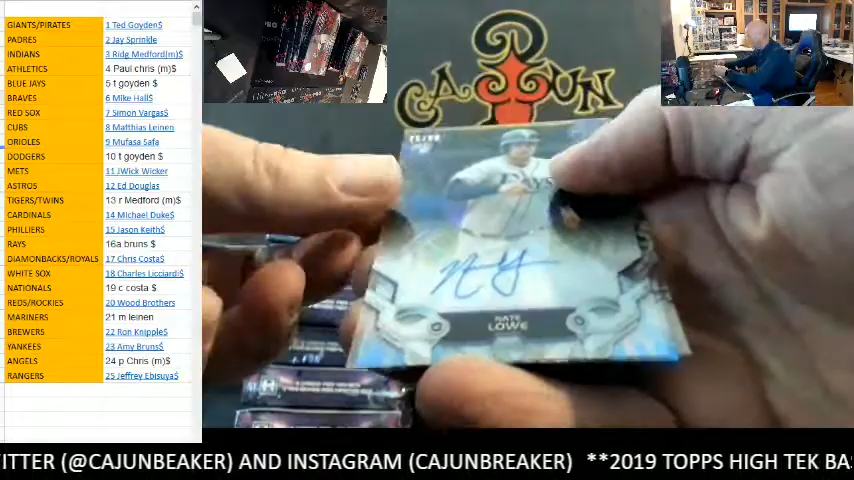 GIANTS/PIRATES 1 Ted Goyden$
PADRES 2 Jay Sprinkle
INDIANS 3 Ridg Medford(m)$
ATHLETICS 4 Paul chris (m)$
BLUE JAYS 5 t goyden $
BRAVES 6 Mike Hall$
RED SOX 7 Simon Vargas$
CUBS 8 Matthias Leinen
ORIOLES 9 Mufasa Safa
DODGERS 10 t goyden $
METS 11 JWick Wicker
ASTROS 12 Ed Douglas
TIGERS/TWINS 13 r Medford (m)$
CARDINALS 14 Michael Duke$
PHILLIERS 15 Jason Keith$
RAYS 16a bruns $
DIAMONBACKS/ROYALS 17 Chris Costa$
WHITE SOX 18 Charles Licciardi$
NATIONALS 19 c costa $
REDS/ROCKIES 20 Wood Brothers
MARINERS 21 m leinen
BREWERS 22 Ron Knipple$
YANKEES 23 Amy Bruns$
ANGELS 24 p Chris (m)$
RANGERS 25 Jeffrey Ebisuya$
CAJUN
RAYS
NATE
LOWE
ITTER (@CAJUNBEAKER) AND INSTAGRAM (CAJUNBREAKER) **2019 TOPPS HIGH TEK BA